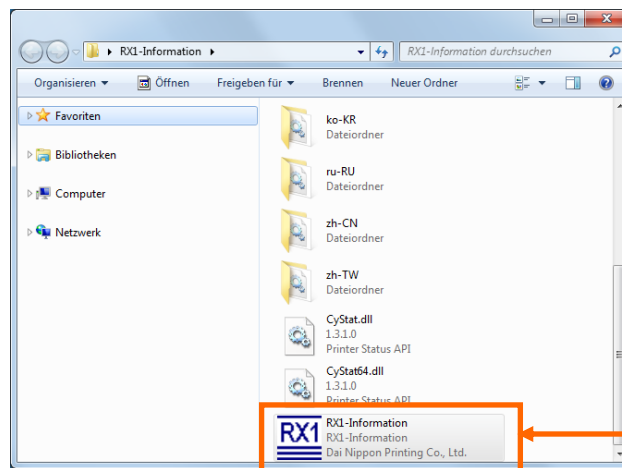 RX1-Information
RX1-Information durchsuchen
Organisieren
Öffnen
Freigeben für
Brennen
Neuer Ordner
Favoriten
Bibliotheken
Computer
Netzwerk
ko-KR
Dateiordner
ru-RU
Dateiordner
zh-CN
Dateiordner
zh-TW
Dateiordner
CyStat.dll
1.3.1.0
Printer Status API
CyStat64.dll
1.3.1.0
Printer Status API
RX1
RX1-Information
RX1-Information
Dai Nippon Printing Co., Ltd.